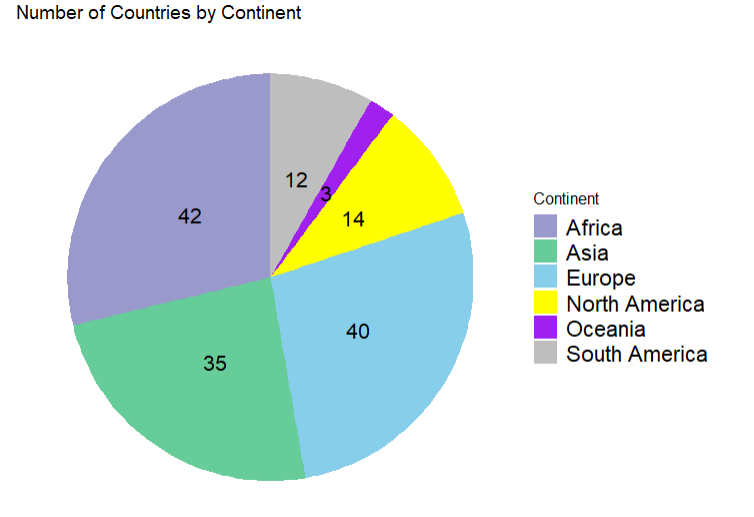 Number of Countries by Continent
12
3
14
42
40
35
Continent
Africa
Asia
Europe
North America
Oceania
South America